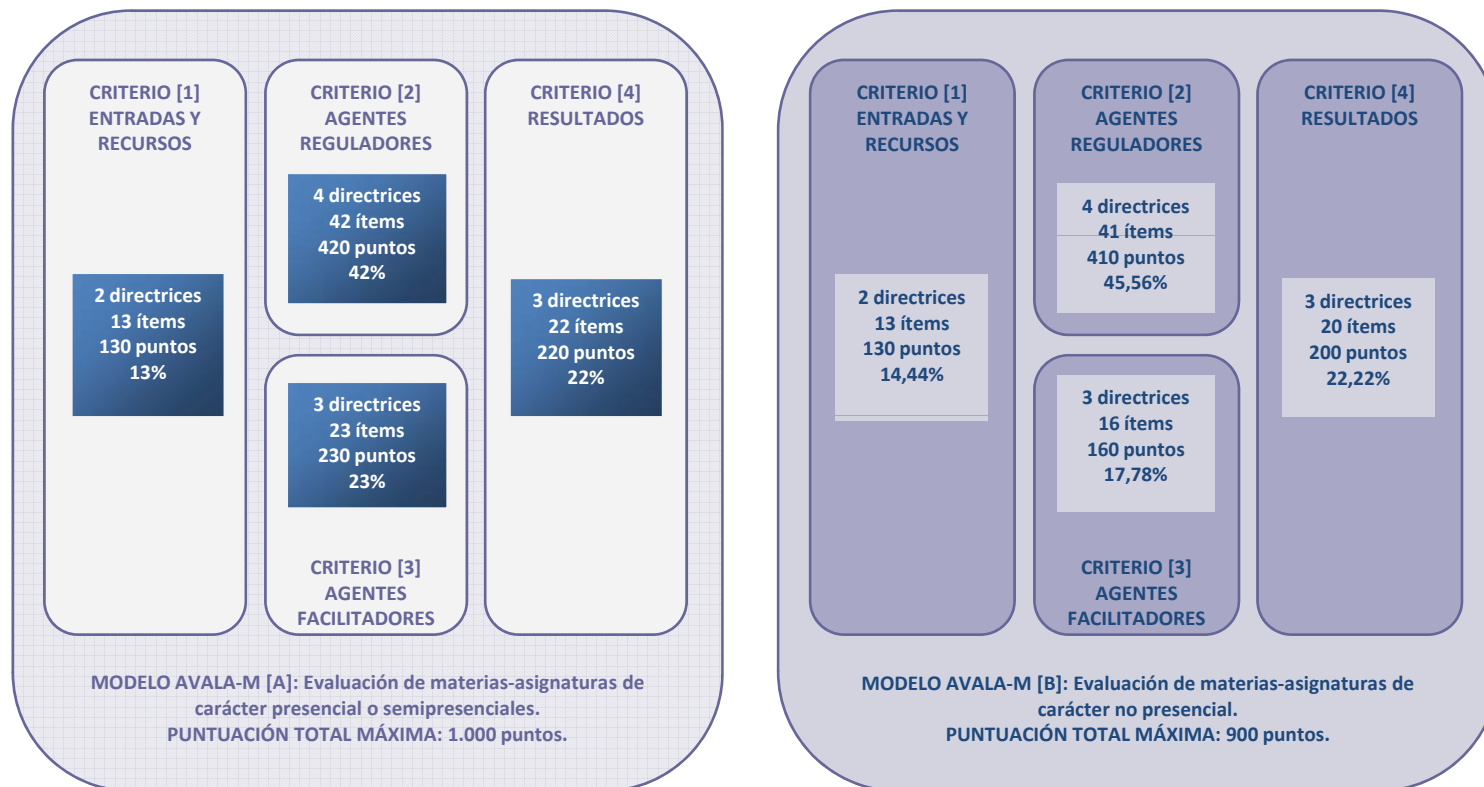 CRITERIO [1]
ENTRADAS Y
RECURSOS
2 directrices
13 ítems
130 puntos
13%
CRITERIO [2]
AGENTES
REGULADORES
4 directrices
42 ítems
420 puntos
42%
3 directrices
23 ítems
230 puntos
23%
CRITERIO [3]
AGENTES
FACILITADORES
CRITERIO [4]
RESULTADOS
3 directrices
22 ítems
220 puntos
22%
MODELO AVALA-M [A]: Evaluación de materias-asignaturas de
carácter presencial o semipresenciales.
PUNTUACIÓN TOTAL MÁXIMA: 1.000 puntos.
CRITERIO [1]
ENTRADAS Y
RECURSOS
2 directrices
13 ítems
130 puntos
14,44%
CRITERIO [2]
AGENTES
REGULADORES
4 directrices
41 ítems
410 puntos
45,56%
3 directrices
16 ítems
160 puntos
17,78%
CRITERIO [3]
AGENTES
FACILITADORES
CRITERIO [4]
RESULTADOS
3 directrices
20 ítems
200 puntos
22,22%
MODELO AVALA-M [B]: Evaluación de materias-asignaturas de
carácter no presencial.
PUNTUACIÓN TOTAL MÁXIMA: 900 puntos.